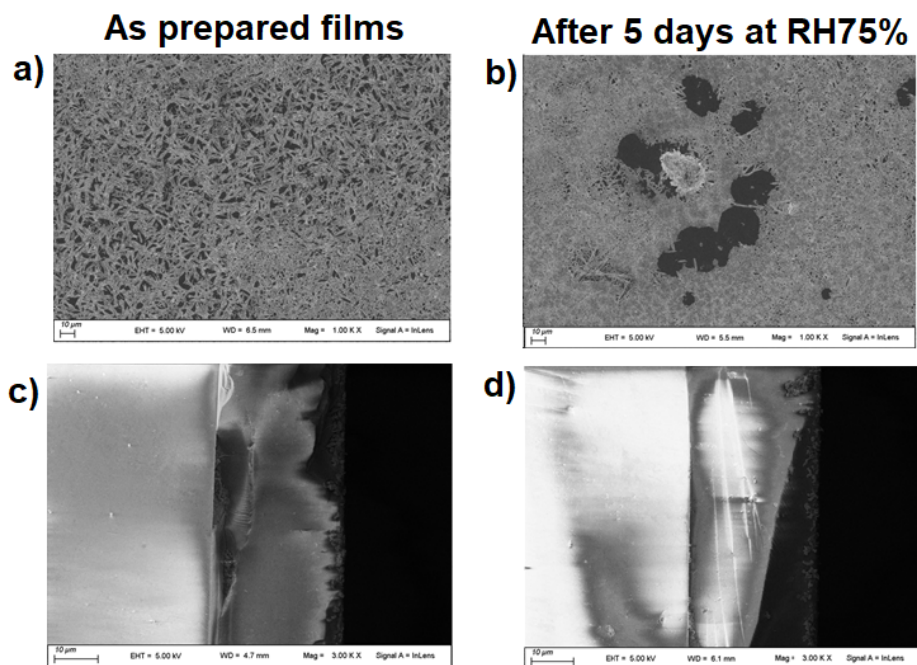 As prepared films
After 5 days at RH75%
a)
b)
10 µm
EHT = 5.00 kV
WD = 6.5 mm
Mag = 1.00 K X
Signal A = InLens
10 µm
EHT = 5.00 kV
WD = 5.5 mm
Mag = 1.00 K X
Signal A = InLens
c)
d)
10 µm
EHT = 5.00 kV
WD = 4.7 mm
Mag = 3.00 K X
Signal A = InLens
10 µm
EHT = 5.00 kV
WD = 6.1 mm
Mag = 3.00 K X
Signal A = InLens